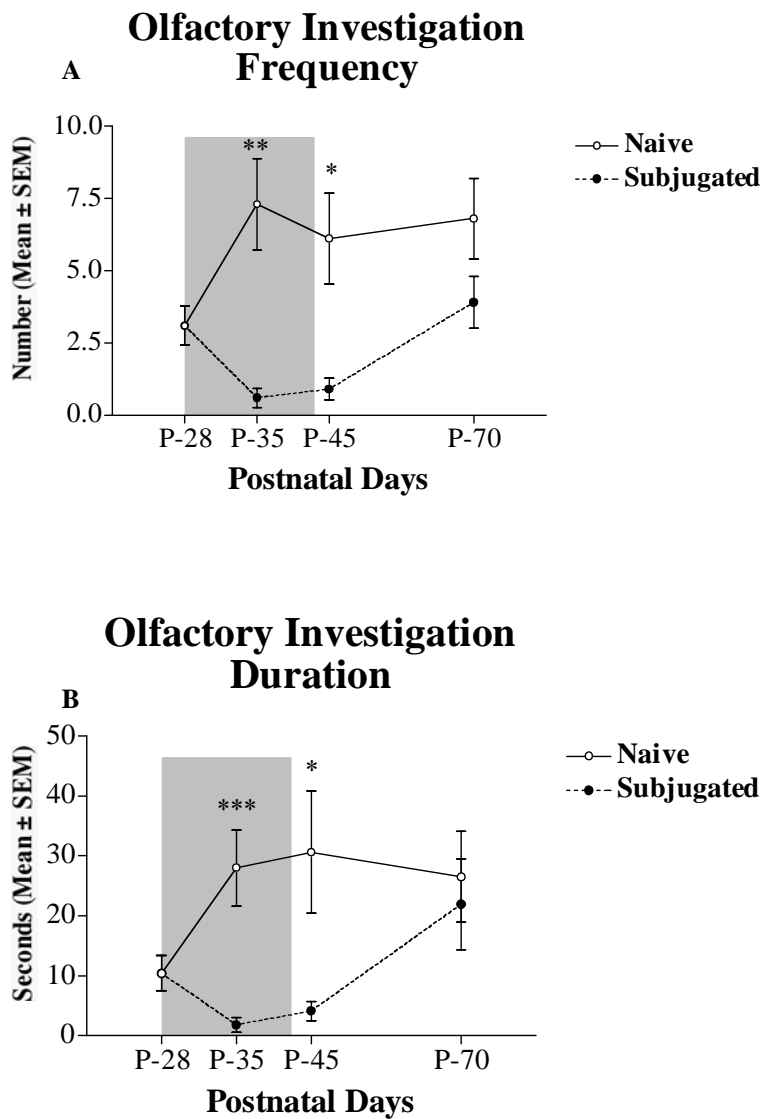 Olfactory Investigation
Frequency
A
10.0
7.5
5.0
2.5
0.0
Number (Mean ± SEM)
**
*
Naive
Subjugated
P-28 P-35 P-45 P-70
Postnatal Days
Olfactory Investigation
Duration
B
50
40
30
20
10
0
Seconds (Mean ± SEM)
***
*
Naive
Subjugated
P-28 P-35 P-45 P-70
Postnatal Days